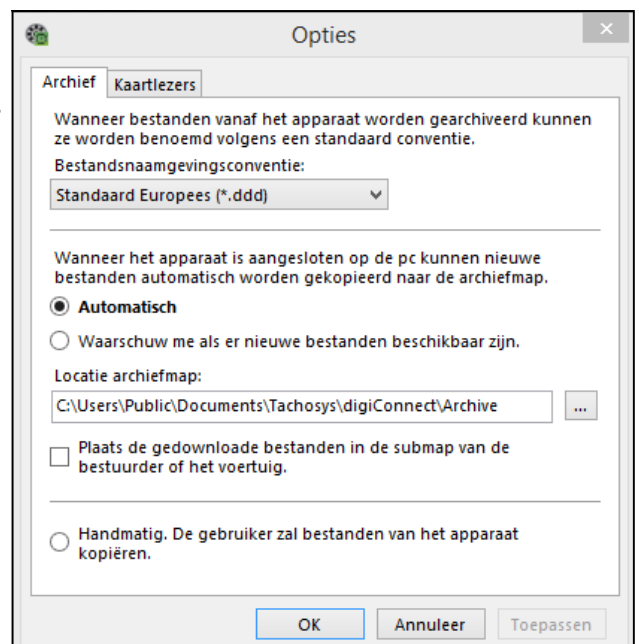 Opties
Archief
Kaartlezers
Wanneer bestanden vanaf het apparaat worden gearchiveerd kunnen
ze worden benoemd volgens een standaard conventie.
Bestandsnaamgevingsconventie:
Standaard Europees (*.ddd)
Wanneer het apparaat is aangesloten op de pc kunnen nieuwe
bestanden automatisch worden gekopieerd naar de archiefmap.
Automatisch
Waarschuw me als er nieuwe bestanden beschikbaar zijn.
Locatie archiefmap:
C:\Users\Public\Documents\Tachosys\digiConnect\Archive
...
Plaats de gedownloade bestanden in de submap van de
bestuurder of het voertuig.
Handmatig. De gebruiker zal bestanden van het apparaat
kopiëren.
OK
Annuleer
Toepassen